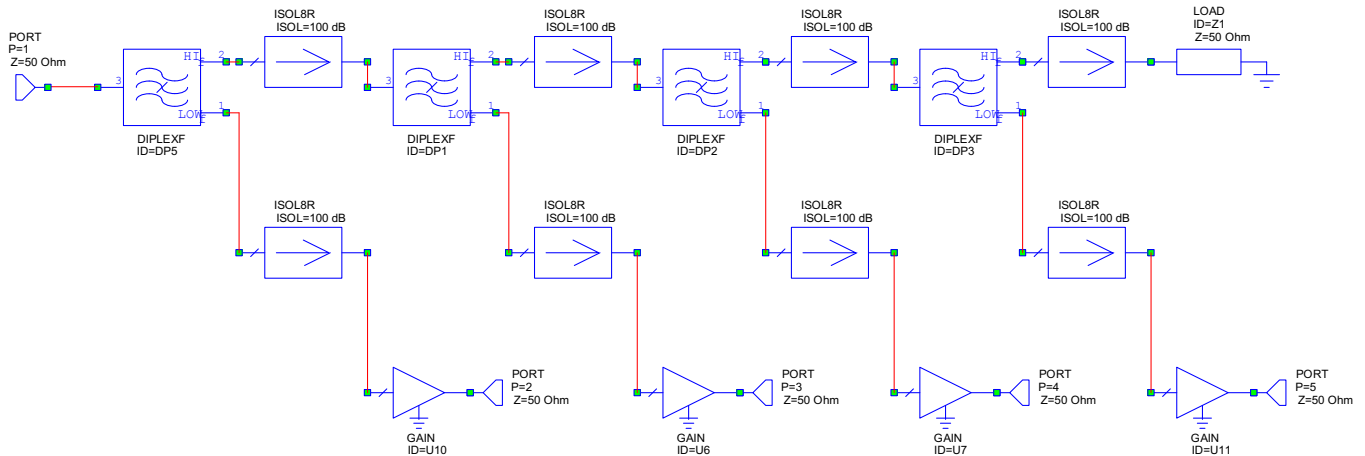 PORT
P=1
Z=50 Ohm
3
HI
2
LOW
1
DIPLEXF
ID=DP5
ISOL8R
ISOL=100 dB
3
HI
2
LOW
1
DIPLEXF
ID=DP1
ISOL8R
ISOL=100 dB
3
HI
2
LOW
1
DIPLEXF
ID=DP2
ISOL8R
ISOL=100 dB
3
HI
2
LOW
1
DIPLEXF
ID=DP3
ISOL8R
ISOL=100 dB
LOAD
ID=Z1
Z=50 Ohm
ISOL8R
ISOL=100 dB
ISOL8R
ISOL=100 dB
ISOL8R
ISOL=100 dB
ISOL8R
ISOL=100 dB
PORT
P=2
Z=50 Ohm
GAIN
ID=U10
PORT
P=3
Z=50 Ohm
GAIN
ID=U6
PORT
P=4
Z=50 Ohm
GAIN
ID=U7
PORT
P=5
Z=50 Ohm
GAIN
ID=U11